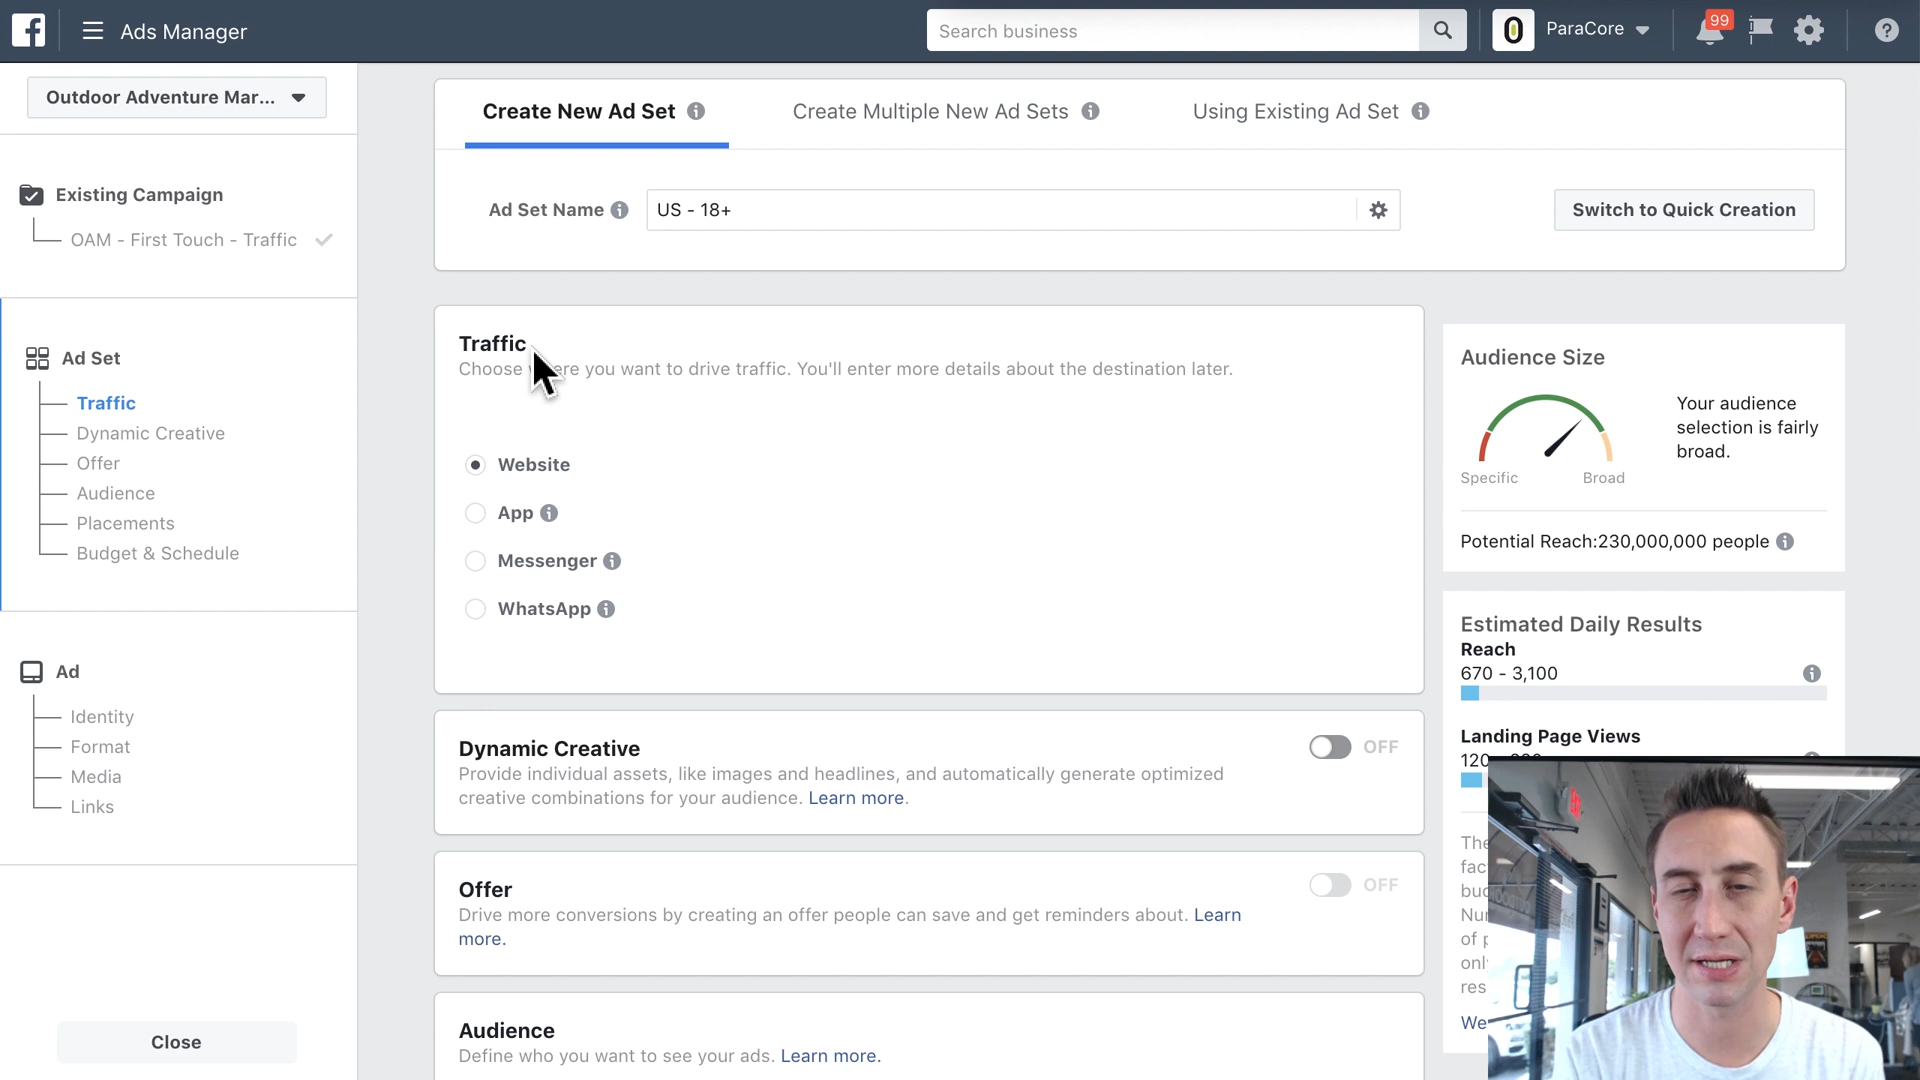 Ads Manager
Search business
ParaCore
99
Outdoor Adventure Mar...
Existing Campaign
OAM - First Touch - Traffic
Ad Set
Traffic
Dynamic Creative
Offer
Audience
Placements
Budget & Schedule
Ad
Identity
Format
Media
Links
Close
Create New Ad Set
Create Multiple New Ad Sets
Using Existing Ad Set
Ad Set Name
US - 18+
Switch to Quick Creation
Traffic
Choose where you want to drive traffic. You'll enter more details about the destination later.
Website
App
Messenger
WhatsApp
Dynamic Creative
OFF
Provide individual assets, like images and headlines, and automatically generate optimized
creative combinations for your audience. Learn more.
Offer
OFF
Drive more conversions by creating an offer people can save and get reminders about. Learn
more.
Audience
Define who you want to see your ads. Learn more.
Audience Size
Your audience
selection is fairly
broad.
Specific
Broad
Potential Reach:230,000,000 people
Estimated Daily Results
Reach
670 - 3,100
Landing Page Views
120
of